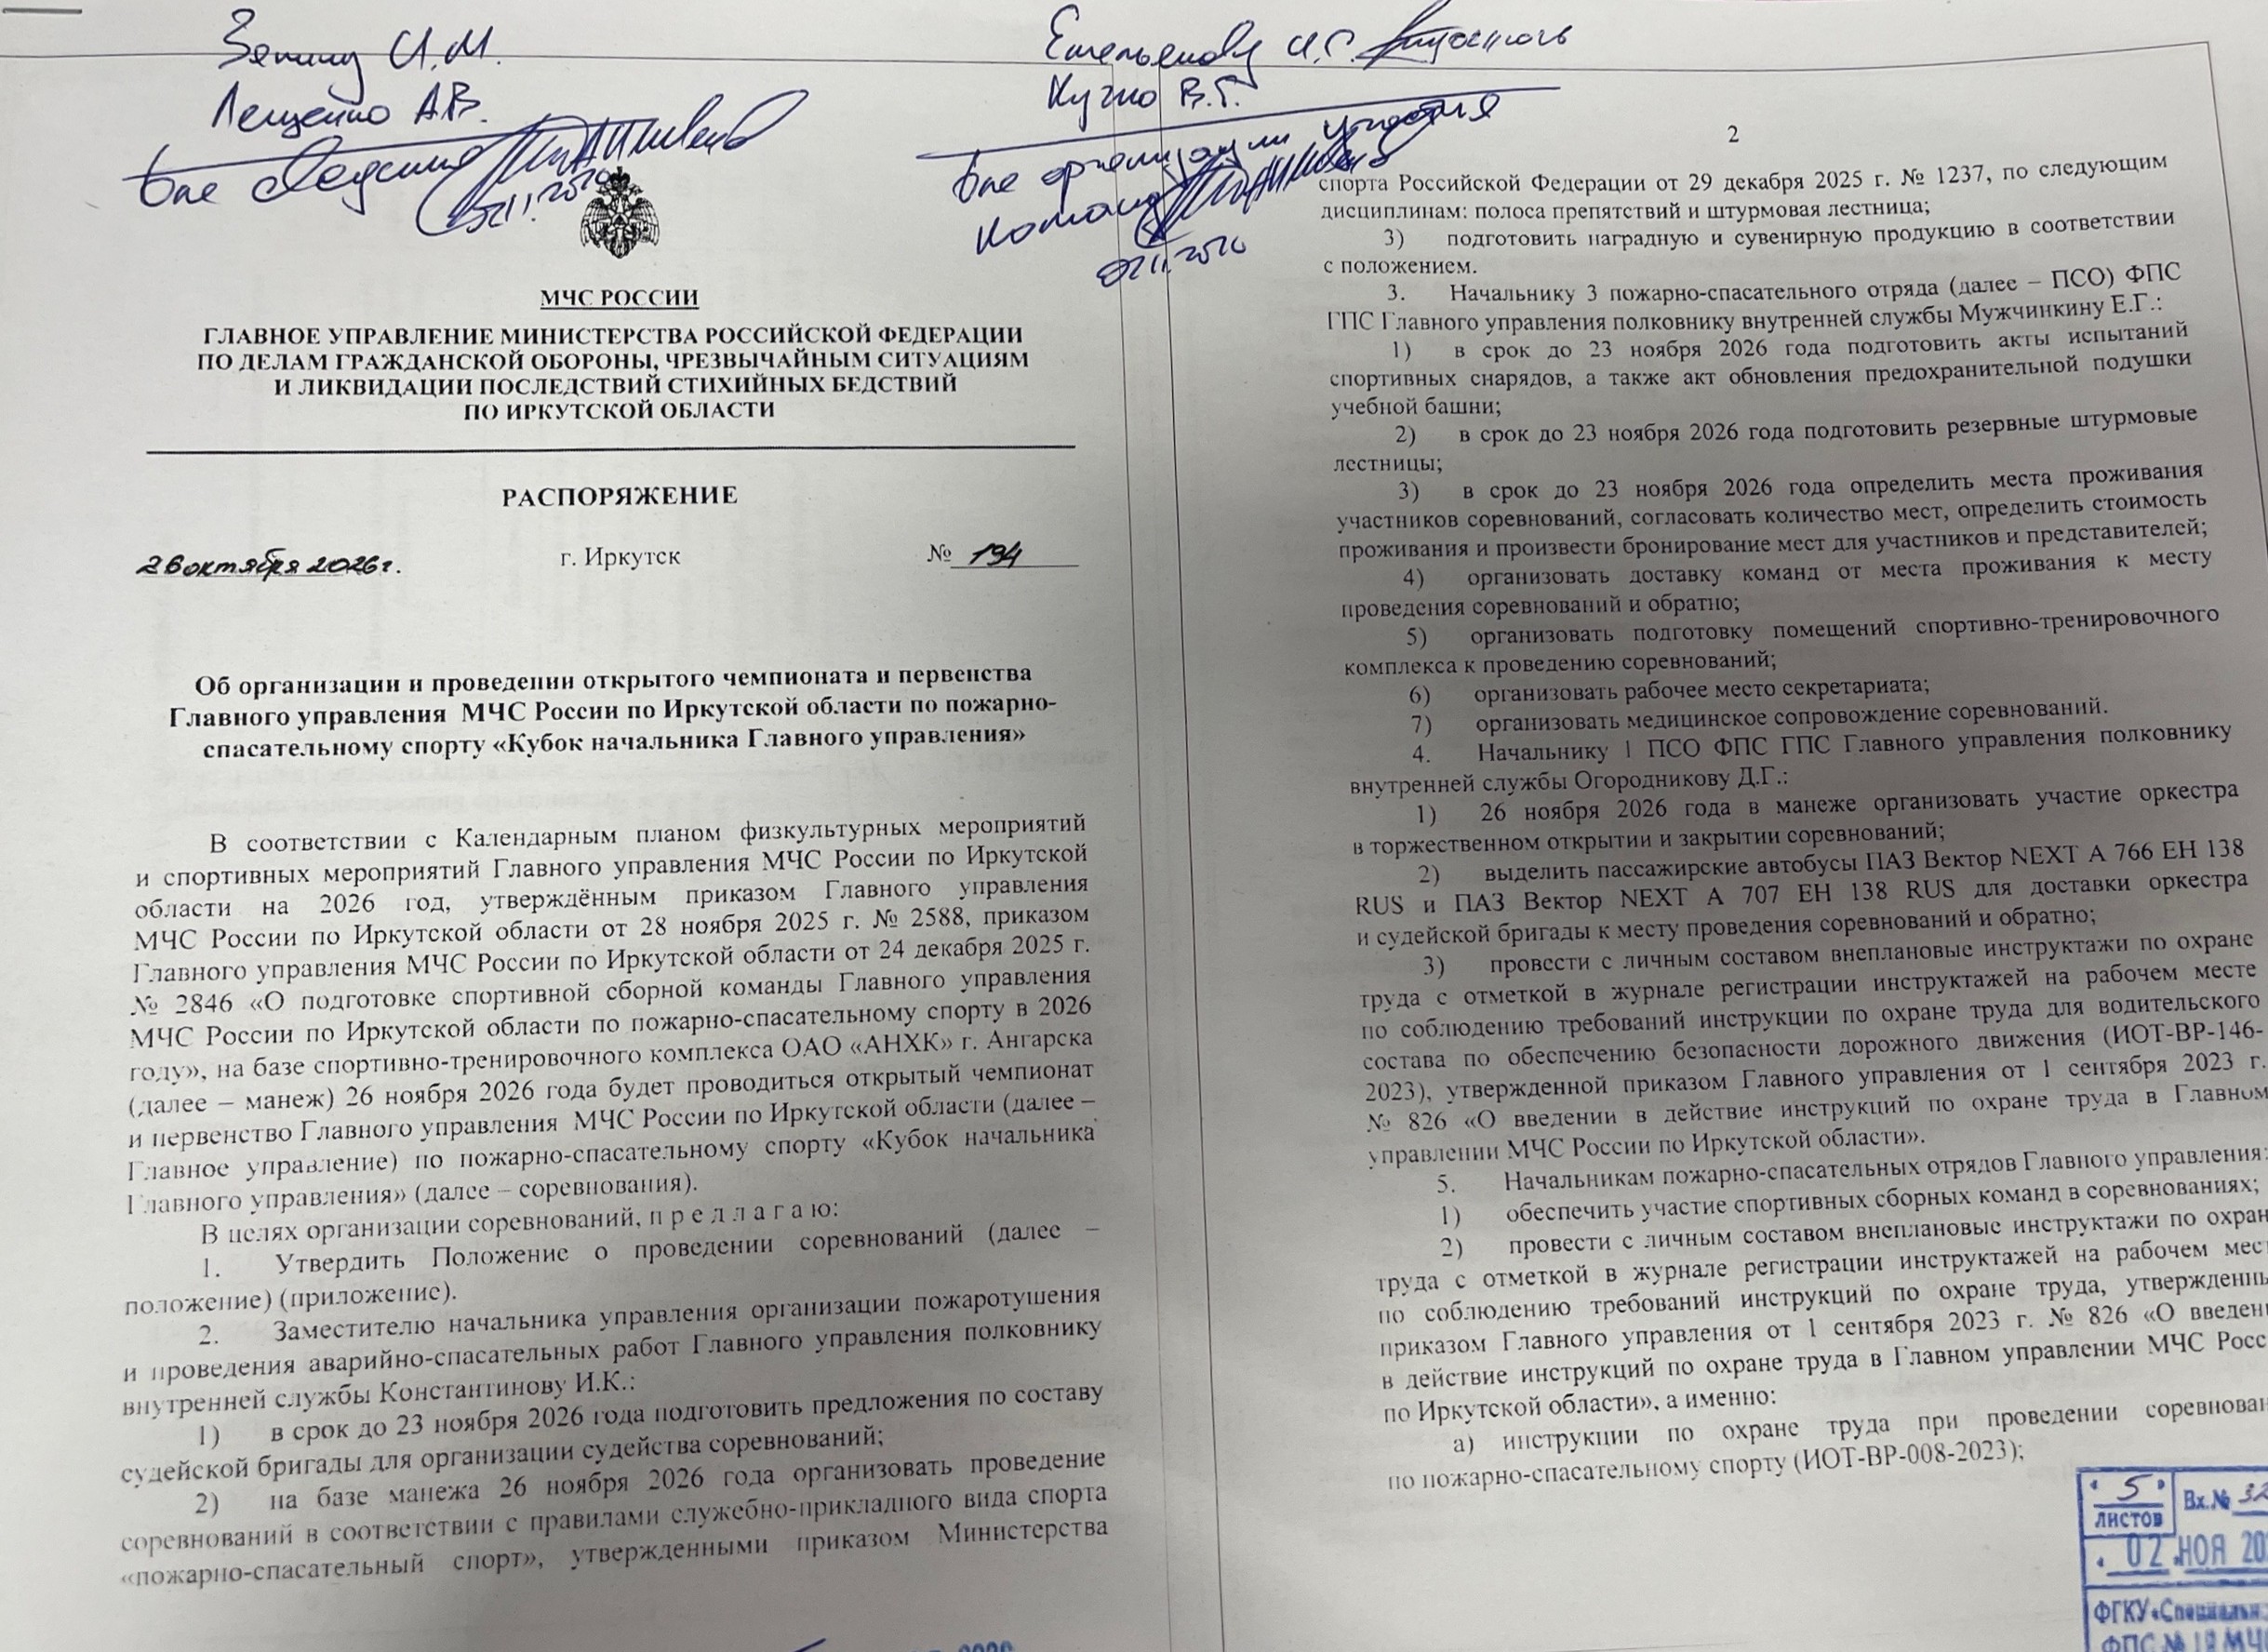 Зенину И.М.
Лещенко А.В.
МЧС РОССИИ
ГЛАВНОЕ УПРАВЛЕНИЕ МИНИСТЕРСТВА РОССИЙСКОЙ ФЕДЕРАЦИИ
ПО ДЕЛАМ ГРАЖДАНСКОЙ ОБОРОНЫ, ЧРЕЗВЫЧАЙНЫМ СИТУАЦИЯМ
И ЛИКВИДАЦИИ ПОСЛЕДСТВИЙ СТИХИЙНЫХ БЕДСТВИЙ
ПО ИРКУТСКОЙ ОБЛАСТИ
РАСПОРЯЖЕНИЕ
26 октября 2026 г. г. Иркутск № 194
Об организации и проведении открытого чемпионата и первенства
Главного управления МЧС России по Иркутской области по пожарно-
спасательному спорту «Кубок начальника Главного управления»
В соответствии с Календарным планом физкультурных мероприятий
и спортивных мероприятий Главного управления МЧС России по Иркутской
области на 2026 год, утверждённым приказом Главного управления
МЧС России по Иркутской области от 28 ноября 2025 г. № 2588, приказом
Главного управления МЧС России по Иркутской области от 24 декабря 2025 г.
№ 2846 «О подготовке спортивной сборной команды Главного управления
МЧС России по Иркутской области по пожарно-спасательному спорту в 2026
году», на базе спортивно-тренировочного комплекса ОАО «АНХК» г. Ангарска
(далее – манеж) 26 ноября 2026 года будет проводиться открытый чемпионат
и первенство Главного управления МЧС России по Иркутской области (далее –
Главное управление) по пожарно-спасательному спорту «Кубок начальника
Главного управления» (далее – соревнования).
В целях организации соревнований, п р е д л а г а ю:
1. Утвердить Положение о проведении соревнований (далее –
положение) (приложение).
2. Заместителю начальника управления организации пожаротушения
и проведения аварийно-спасательных работ Главного управления полковнику
внутренней службы Константинову И.К.:
1) в срок до 23 ноября 2026 года подготовить предложения по составу
судейской бригады для организации судейства соревнований;
2) на базе манежа 26 ноября 2026 года организовать проведение
соревнований в соответствии с правилами служебно-прикладного вида спорта
«пожарно-спасательный спорт», утвержденными приказом Министерства
Емельянову И.С.
Кучно В.Г.
Для организации участия
команды
2
спорта Российской Федерации от 29 декабря 2025 г. № 1237, по следующим
дисциплинам: полоса препятствий и штурмовая лестница;
3) подготовить наградную и сувенирную продукцию в соответствии
с положением.
3. Начальнику 3 пожарно-спасательного отряда (далее – ПСО) ФПС
ГПС Главного управления полковнику внутренней службы Мужчинкину Е.Г.:
1) в срок до 23 ноября 2026 года подготовить акты испытаний
спортивных снарядов, а также акт обновления предохранительной подушки
учебной башни;
2) в срок до 23 ноября 2026 года подготовить резервные штурмовые
лестницы;
3) в срок до 23 ноября 2026 года определить места проживания
участников соревнований, согласовать количество мест, определить стоимость
проживания и произвести бронирование мест для участников и представителей;
4) организовать доставку команд от места проживания к месту
проведения соревнований и обратно;
5) организовать подготовку помещений спортивно-тренировочного
комплекса к проведению соревнований;
6) организовать рабочее место секретариата;
7) организовать медицинское сопровождение соревнований.
4. Начальнику 1 ПСО ФПС ГПС Главного управления полковнику
внутренней службы Огородникову Д.Г.:
1) 26 ноября 2026 года в манеже организовать участие оркестра
в торжественном открытии и закрытии соревнований;
2) выделить пассажирские автобусы ПАЗ Вектор NEXT А 766 ЕН 138
RUS и ПАЗ Вектор NEXT А 707 ЕН 138 RUS для доставки оркестра
и судейской бригады к месту проведения соревнований и обратно;
3) провести с личным составом внеплановые инструктажи по охране
труда с отметкой в журнале регистрации инструктажей на рабочем месте
по соблюдению требований инструкции по охране труда для водительского
состава по обеспечению безопасности дорожного движения (ИОТ-ВР-146-
2023), утвержденной приказом Главного управления от 1 сентября 2023 г.
№ 826 «О введении в действие инструкций по охране труда в Главном
управлении МЧС России по Иркутской области».
5. Начальникам пожарно-спасательных отрядов Главного управления:
1) обеспечить участие спортивных сборных команд в соревнованиях;
2) провести с личным составом внеплановые инструктажи по охран
труда с отметкой в журнале регистрации инструктажей на рабочем мес
по соблюдению требований инструкций по охране труда, утвержденны
приказом Главного управления от 1 сентября 2023 г. № 826 «О введени
в действие инструкций по охране труда в Главном управлении МЧС Росс
по Иркутской области», а именно:
а) инструкции по охране труда при проведении соревнован
по пожарно-спасательному спорту (ИОТ-ВР-008-2023);
5 листов Вх.№ 32
02 НОЯ 20
ФГКУ «Специальн
ФПС №